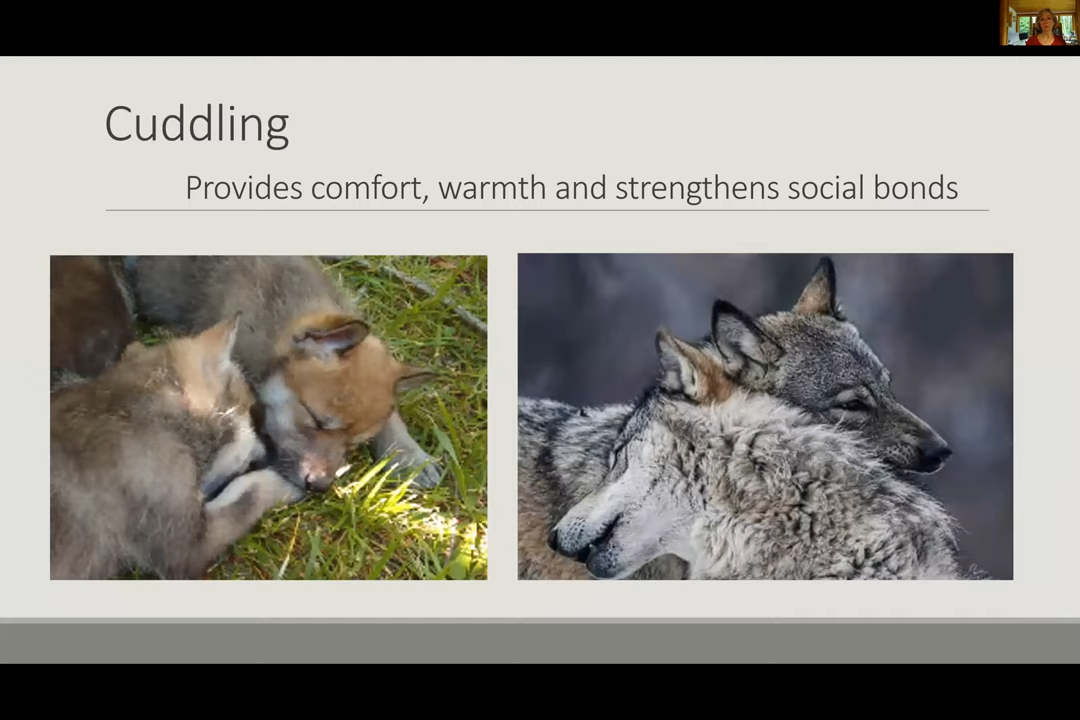 Cuddling
Provides comfort, warmth and strengthens social bonds